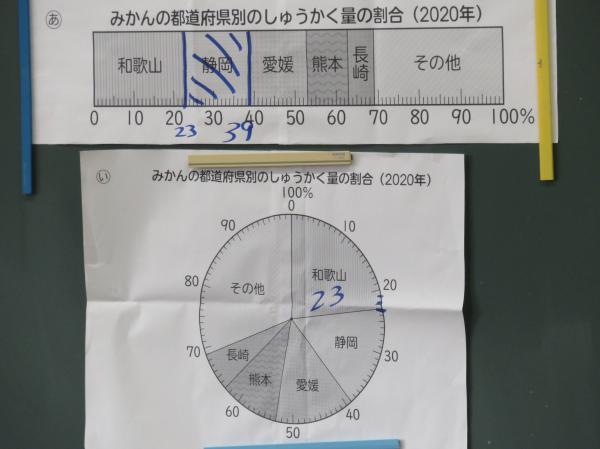 あ みかんの都道府県別のしゅうかく量の割合（2020年）
和歌山 静岡 愛媛 熊本 長崎 その他
0 10 20 30 40 50 60 70 80 90 100%
23 39
い みかんの都道府県別のしゅうかく量の割合（2020年）
100%
0
90 10
和歌山
80 その他 23 20
静岡 30
70 長崎
熊本 愛媛
60 40
50